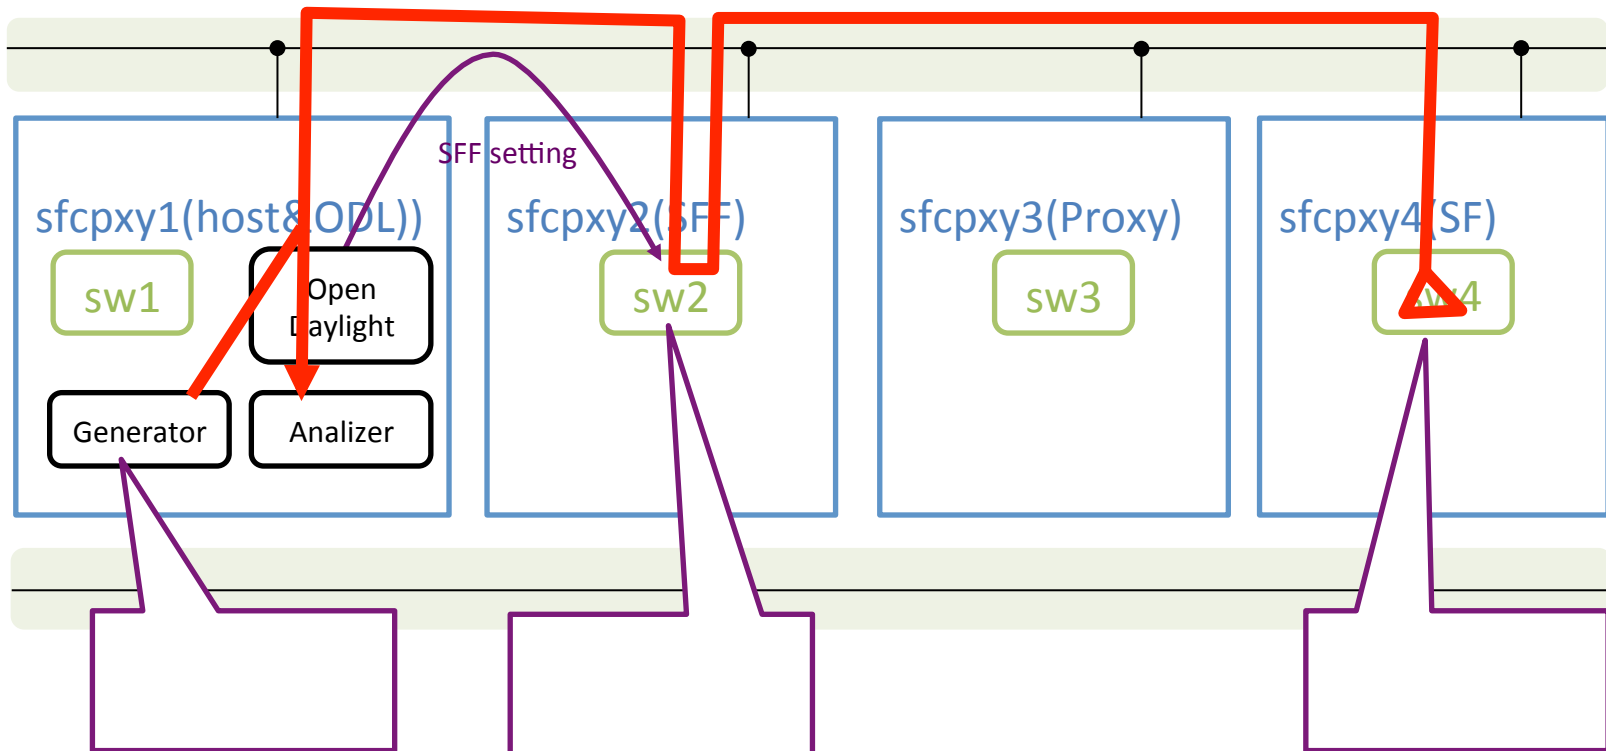 SFF setting
sfcpxy1(host&ODL))
sfcpxy2(SFF)
sfcpxy3(Proxy)
sfcpxy4(SF)
sw1
Open
Daylight
sw2
sw3
sw4
Generator
Analizer